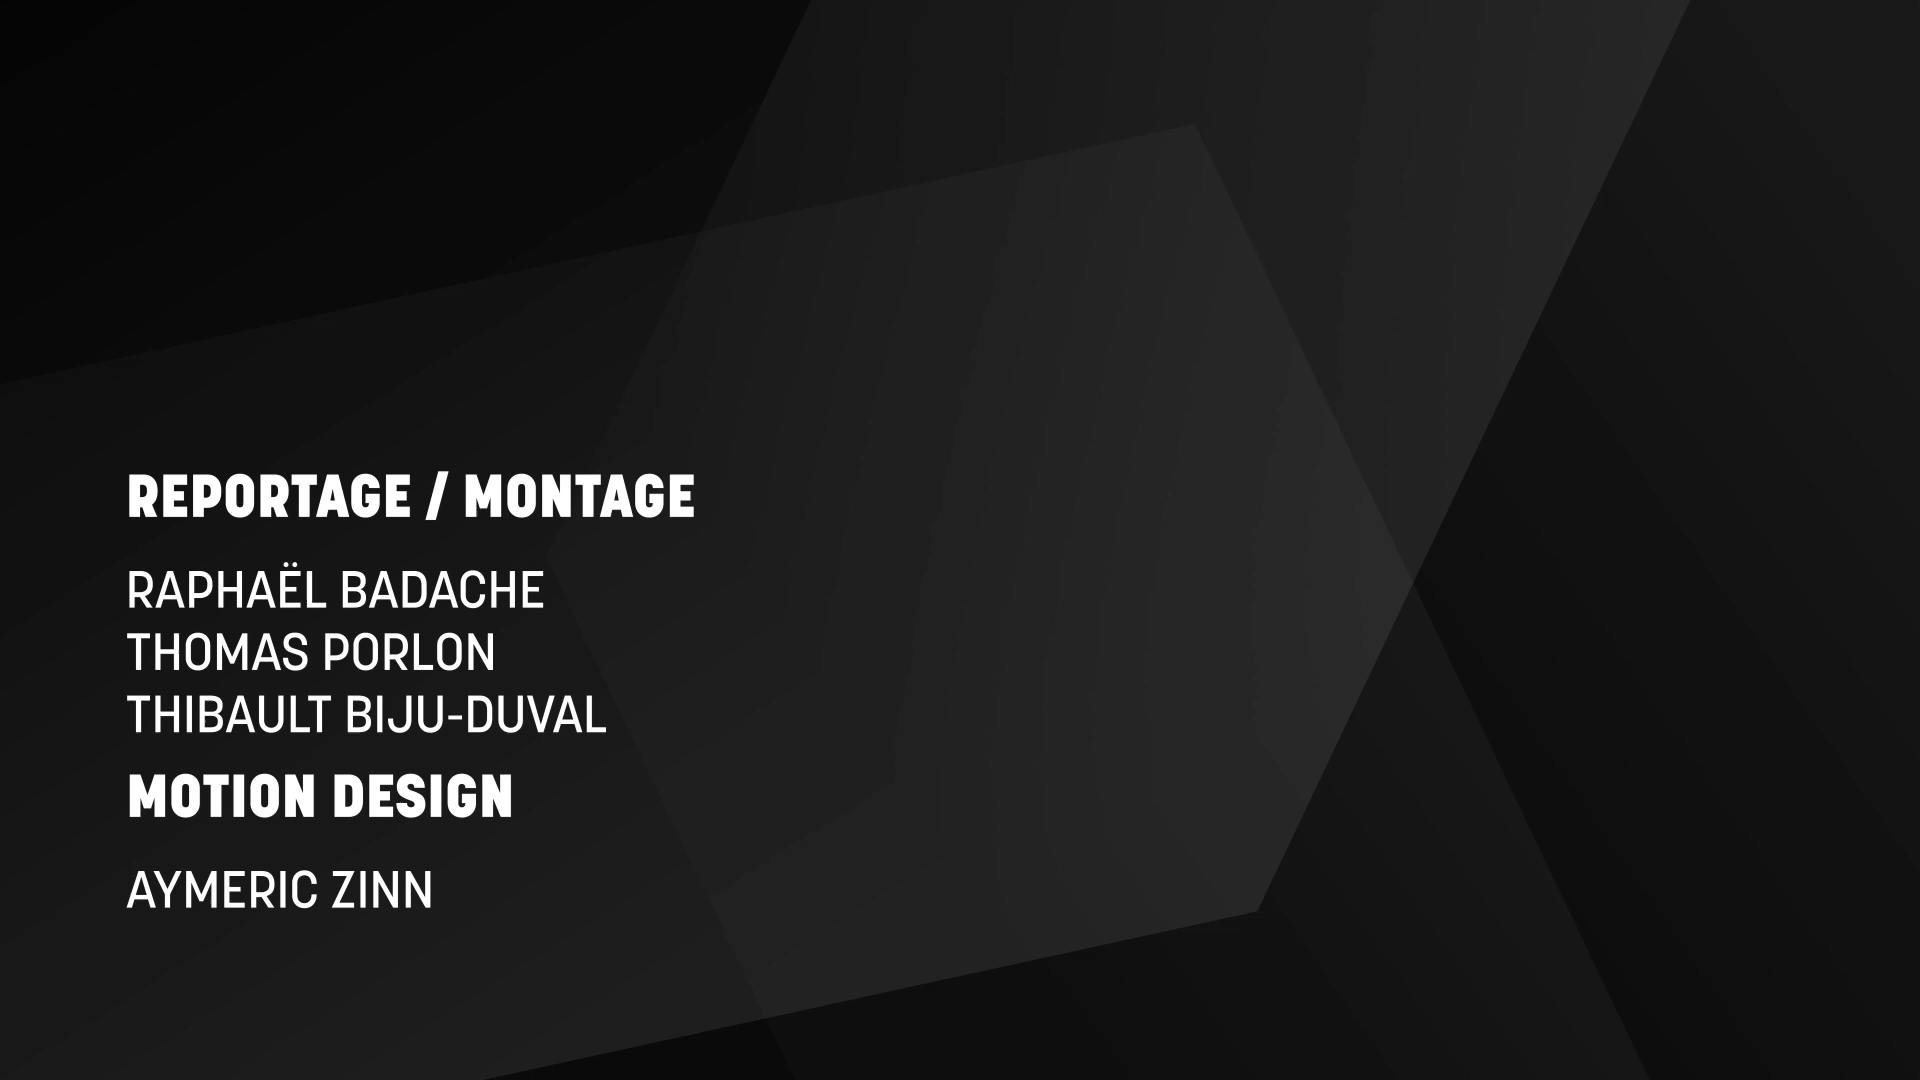 REPORTAGE / MONTAGE
RAPHAËL BADACHE
THOMAS PORLON
THIBAULT BIJU-DUVAL
MOTION DESIGN
AYMERIC ZINN